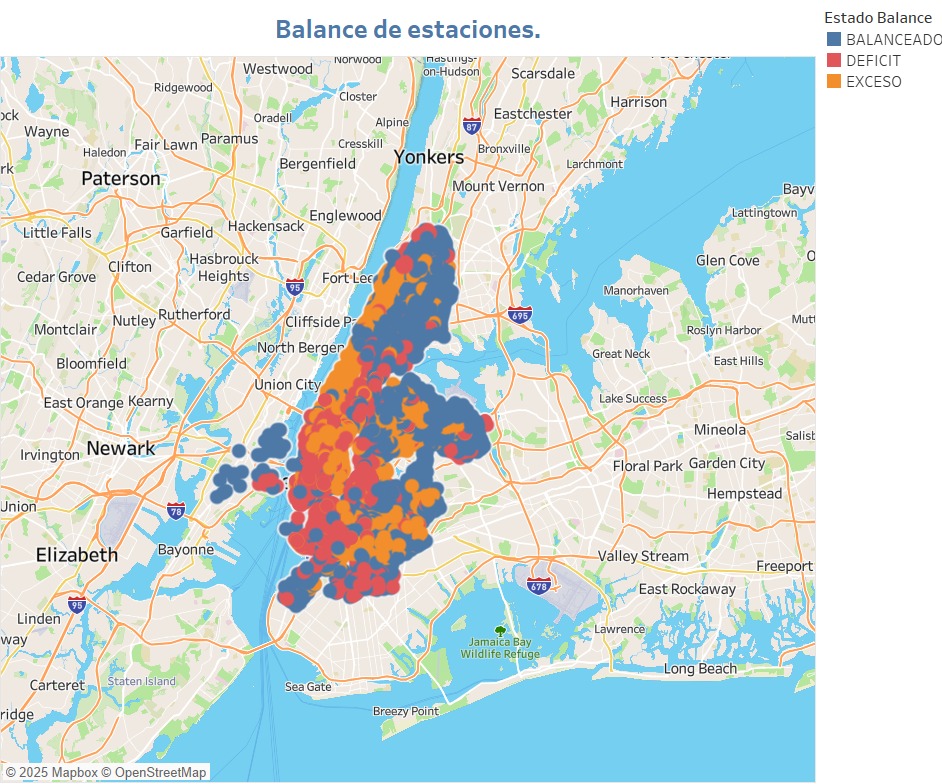 Balance de estaciones.
Estado Balance
BALANCEADO
DEFICIT
EXCESO
Norwood
Hastings-
on-Hudson
Westwood
Scarsdale
Ridgewood
Closter
Harrison
Oradell
Eastchester
Alpine
87
Wayne
Fair Lawn
Paramus
Cresskill
Bronxville
Haledon
Bergenfield
Yonkers
Larchmont
Paterson
Mount Vernon
Bayv
Englewood
Lattingtown
Little Falls
Garfield
Hackensack
Glen Cove
Hasbrouck
Heights
Clifton
Cedar Grove
Fort Lee
95
Manorhaven
Nutley
Rutherford
695
Cliffside Pa
Montclair
Roslyn Harbor
Mutt
North Bergen
Great Neck
East Hills
Bloomfield
Union City
East Orange
Kearny
Lake Success
Mineola
Salisb
Newark
Irvington
Floral Park
Garden City
Hempstead
Union
78
Elizabeth
Bayonne
Valley Stream
Freeport
678
East Rockaway
95
Linden
Lawrence
way
Jamaica Bay
Wildlife Refuge
Long Beach
Carteret
Staten Island
Sea Gate
Breezy Point
ridge
© 2025 Mapbox © OpenStreetMap